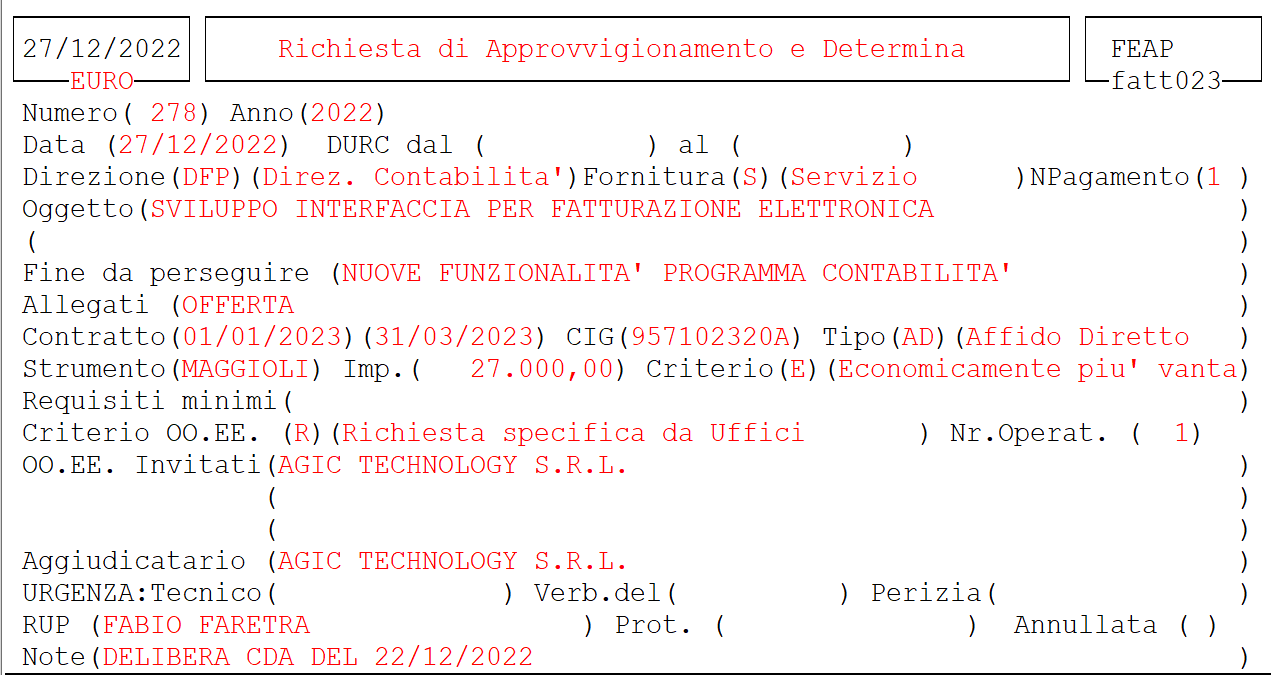 27/12/2022 Richiesta di Approvvigionamento e Determina FEAP
EURO fatt023
Numero( 278) Anno(2022)
Data (27/12/2022) DURC dal ( ) al ( )
Direzione(DFP)(Direz. Contabilita')Fornitura(S)(Servizio )NPagamento(1 )
Oggetto(SVILUPPO INTERFACCIA PER FATTURAZIONE ELETTRONICA )
( )
Fine da perseguire (NUOVE FUNZIONALITA' PROGRAMMA CONTABILITA' )
Allegati (OFFERTA )
Contratto(01/01/2023)(31/03/2023) CIG(957102320A) Tipo(AD)(Affido Diretto )
Strumento(MAGGIOLI) Imp.( 27.000,00) Criterio(E)(Economicamente piu' vanta)
Requisiti minimi( )
Criterio OO.EE. (R)(Richiesta specifica da Uffici ) Nr.Operat. ( 1)
OO.EE. Invitati(AGIC TECHNOLOGY S.R.L. )
( )
( )
Aggiudicatario (AGIC TECHNOLOGY S.R.L. )
URGENZA:Tecnico( ) Verb.del( ) Perizia( )
RUP (FABIO FARETRA ) Prot. ( ) Annullata ( )
Note(DELIBERA CDA DEL 22/12/2022 )